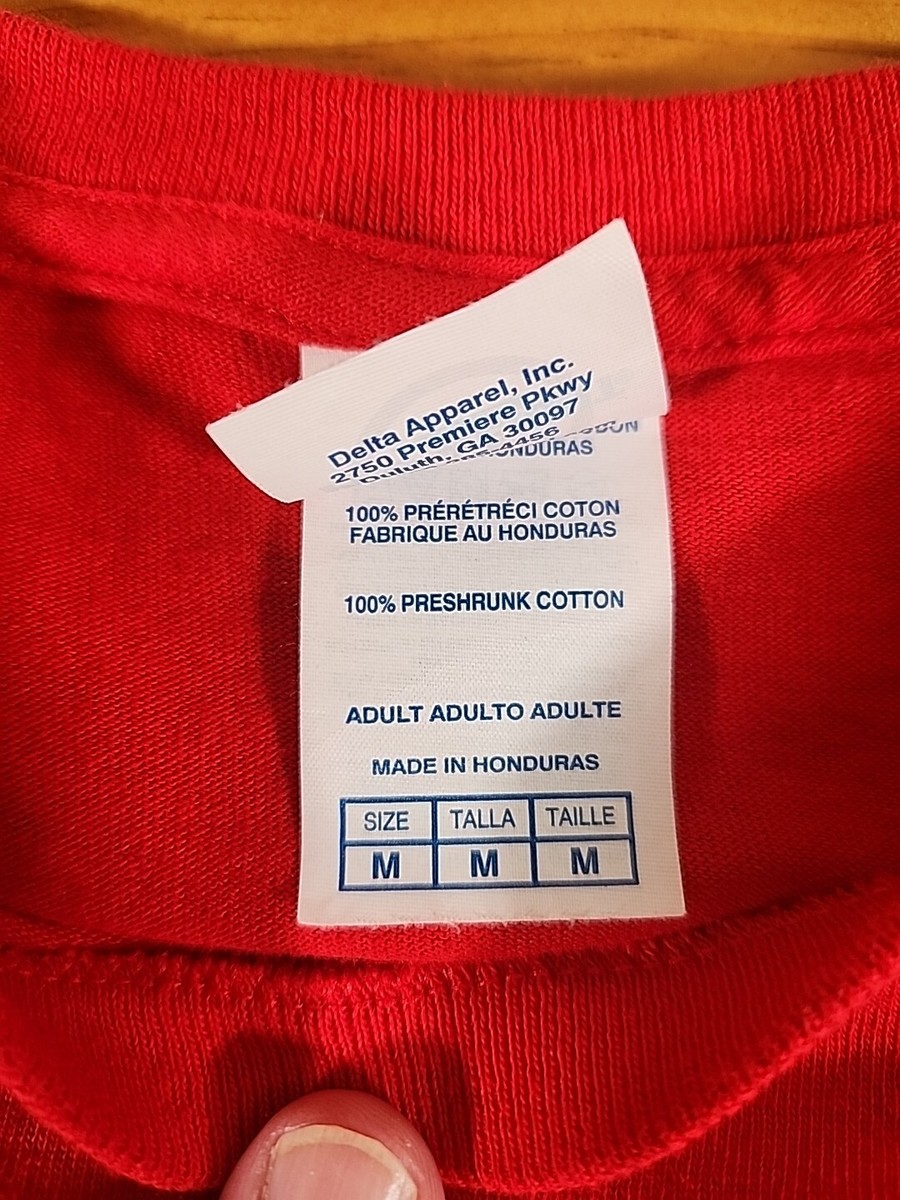 Delta Apparel, Inc.
2750 Premiere Pkwy
Duluth, GA 30097
HONDURAS
100% PRÉRÉTRÉCI COTON
FABRIQUE AU HONDURAS
100% PRESHRUNK COTTON
ADULT ADULTO ADULTE
MADE IN HONDURAS
SIZE TALLA TAILLE
M M M